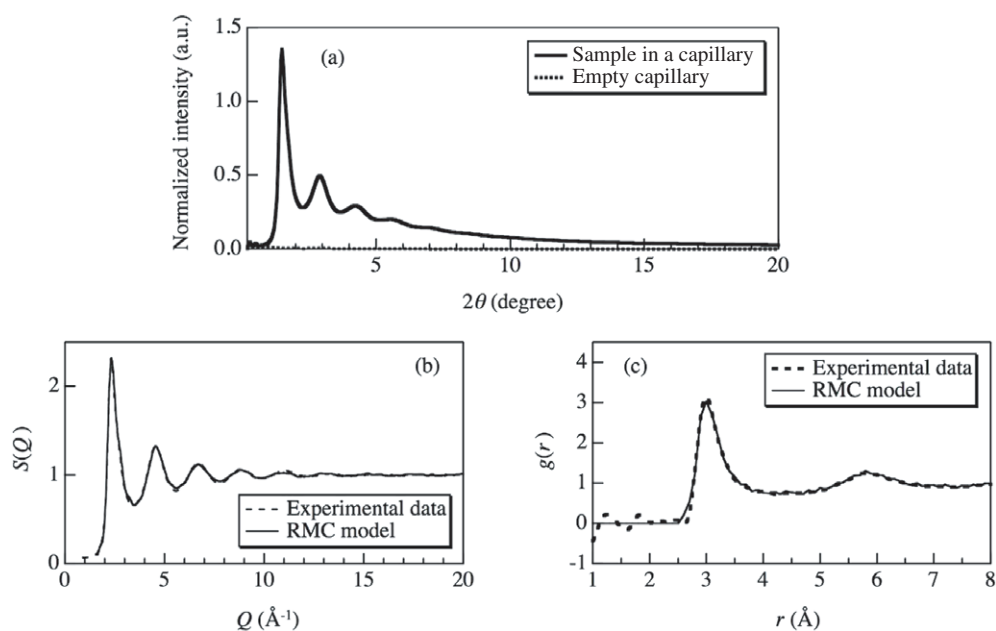 Normalized intensity (a.u.)
1.5
1.0
0.5
0.0
(a)
Sample in a capillary
Empty capillary
5 10 15 20
2θ (degree)
S(Q)
2
1
0
(b)
Experimental data
RMC model
0 5 10 15 20
Q (Å-1)
g(r)
4
3
2
1
0
-1
(c)
Experimental data
RMC model
1 2 3 4 5 6 7 8
r (Å)